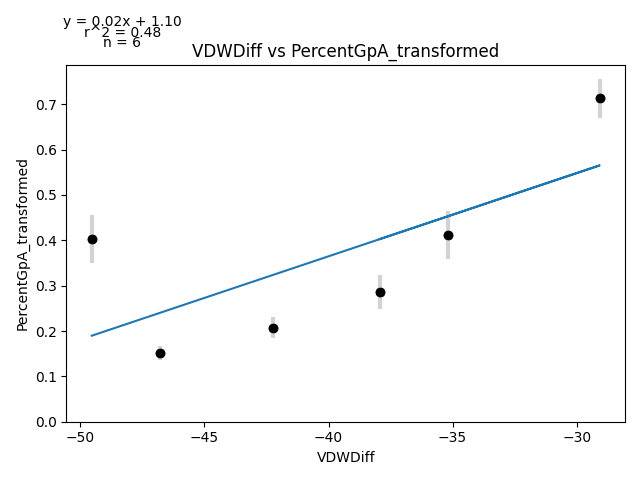 y = 0.02x + 1.10
r^2 = 0.48
n = 6
VDWDiff vs PercentGpA_transformed
PercentGpA_transformed
0.7
0.6
0.5
0.4
0.3
0.2
0.1
0.0
−50 −45 −40 −35 −30
VDWDiff